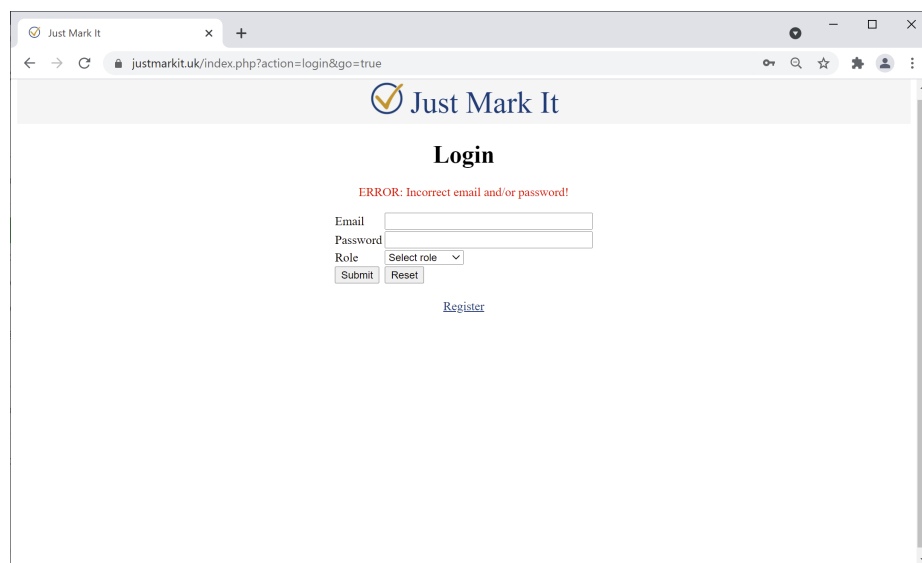 Just Mark It
justmarkit.uk/index.php?action=login&go=true
Just Mark It
Login
ERROR: Incorrect email and/or password!
Email
Password
Role Select role
Submit Reset
Register